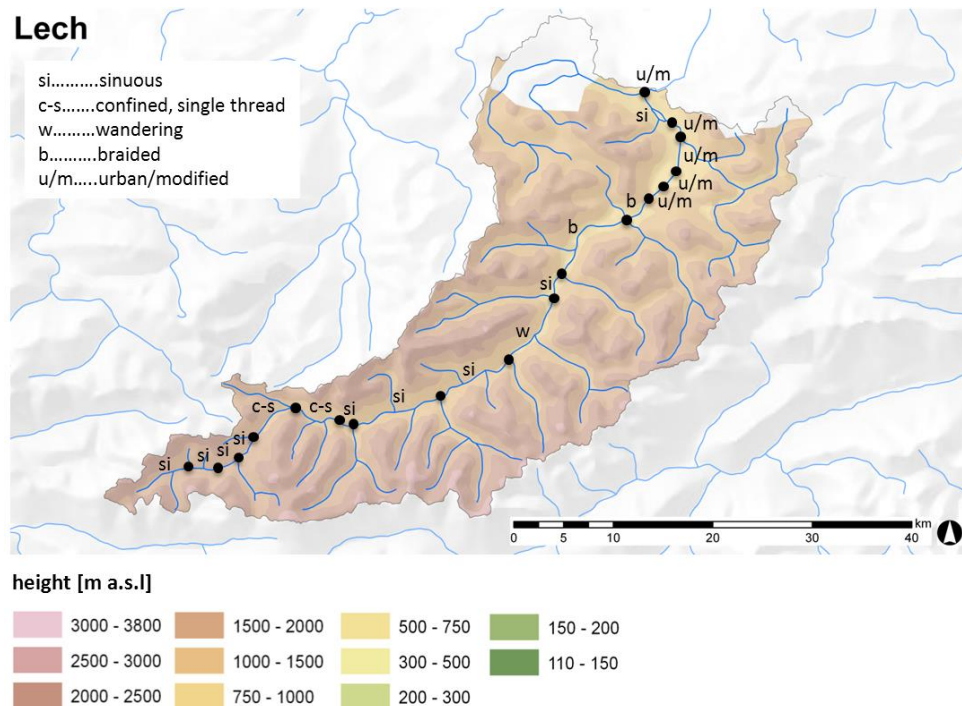 Lech
si..........sinuous
c-s.......confined, single thread
w.........wandering
b..........braided
u/m.....urban/modified
u/m
si
u/m
u/m
u/m
b
u/m
b
si
w
si
si
c-s
c-s
si
si
si
si
si
km
0 5 10 20 30 40
height [m a.s.l]
3000 - 3800
2500 - 3000
2000 - 2500
1500 - 2000
1000 - 1500
750 - 1000
500 - 750
300 - 500
200 - 300
150 - 200
110 - 150